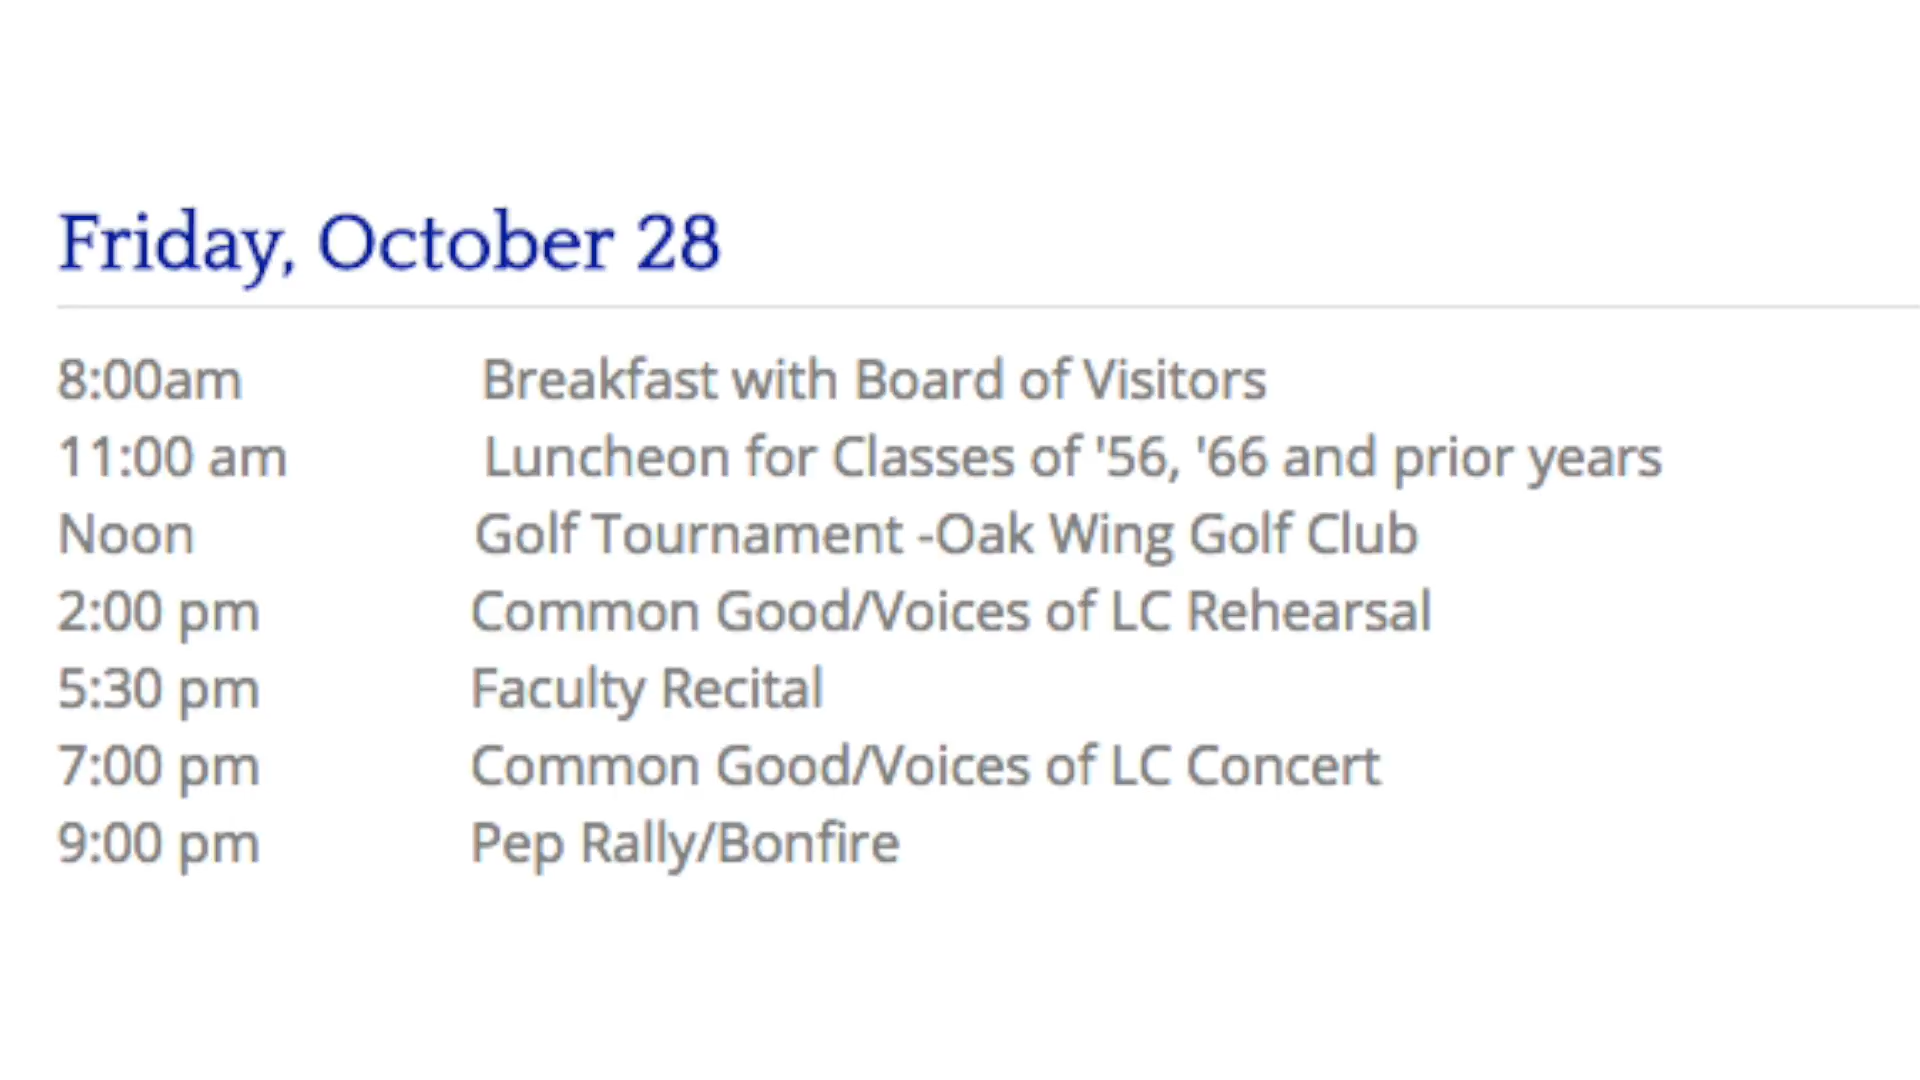 Friday, October 28
8:00am Breakfast with Board of Visitors
11:00 am Luncheon for Classes of '56, '66 and prior years
Noon Golf Tournament -Oak Wing Golf Club
2:00 pm Common Good/Voices of LC Rehearsal
5:30 pm Faculty Recital
7:00 pm Common Good/Voices of LC Concert
9:00 pm Pep Rally/Bonfire